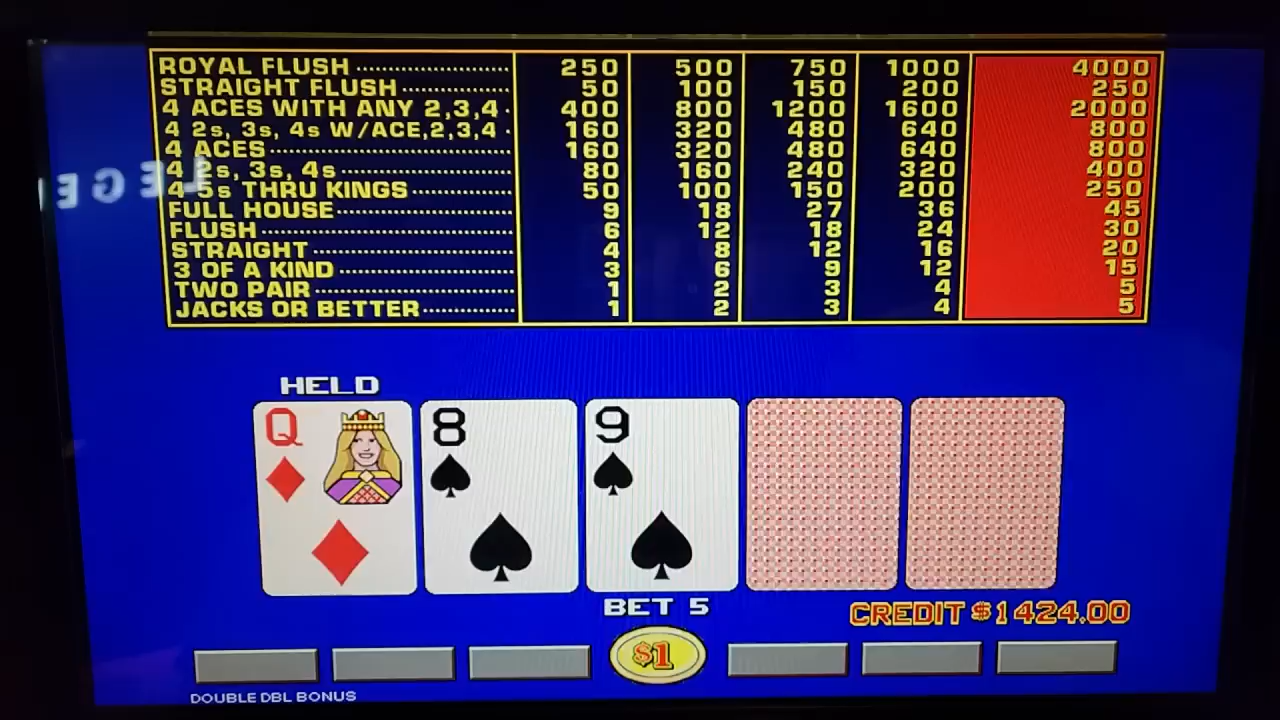 ROYAL FLUSH 250 500 750 1000 4000
STRAIGHT FLUSH 50 100 150 200 250
4 ACES WITH ANY 2,3,4 400 800 1200 1600 2000
4 2s, 3s, 4s W/ACE,2,3,4 160 320 480 640 800
4 ACES 160 320 480 640 800
4 2s, 3s, 4s 80 160 240 320 400
4 5s THRU KINGS 50 100 150 200 250
FULL HOUSE 9 18 27 36 45
FLUSH 6 12 18 24 30
STRAIGHT 4 8 12 16 20
3 OF A KIND 3 6 9 12 15
TWO PAIR 1 2 3 4 5
JACKS OR BETTER 1 2 3 4 5
HELD
Q 8 9
BET 5
CREDIT $1424.00
$1
DOUBLE DBL BONUS